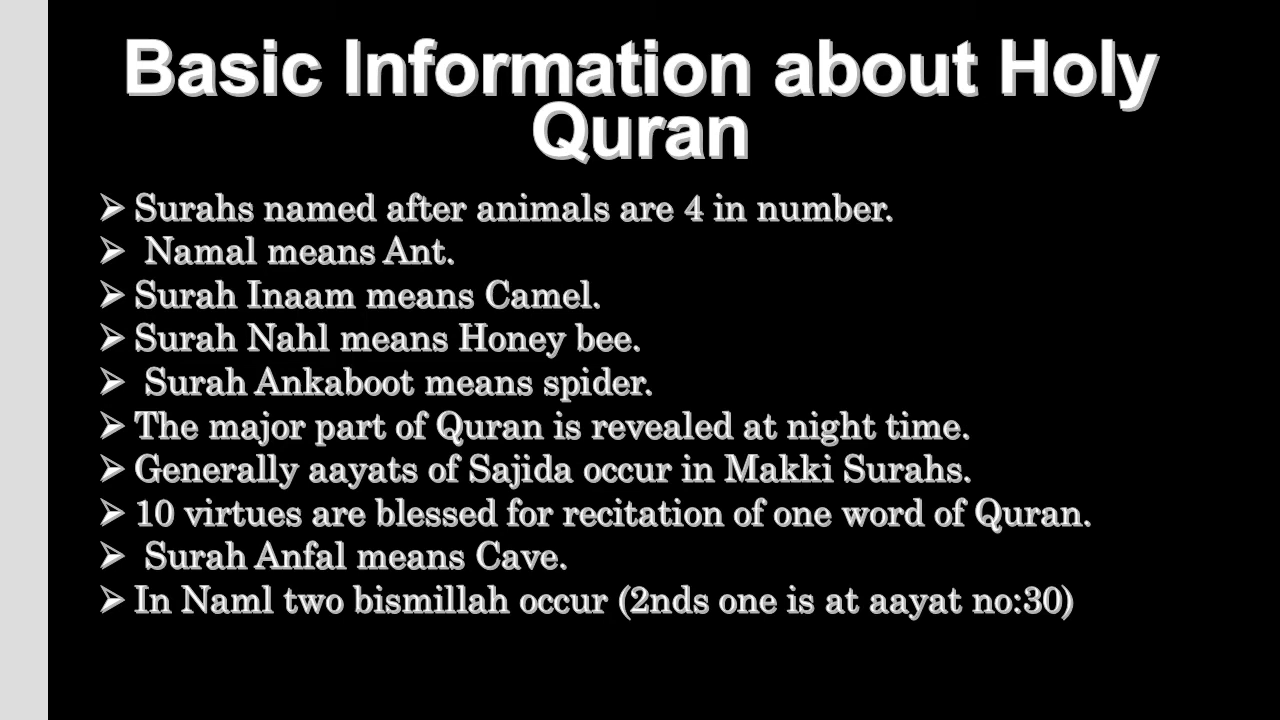 Basic Information about Holy
Quran
➢ Surahs named after animals are 4 in number.
➢ Namal means Ant.
➢ Surah Inaam means Camel.
➢ Surah Nahl means Honey bee.
➢ Surah Ankaboot means spider.
➢ The major part of Quran is revealed at night time.
➢ Generally aayats of Sajida occur in Makki Surahs.
➢ 10 virtues are blessed for recitation of one word of Quran.
➢ Surah Anfal means Cave.
➢ In Naml two bismillah occur (2nds one is at aayat no:30)